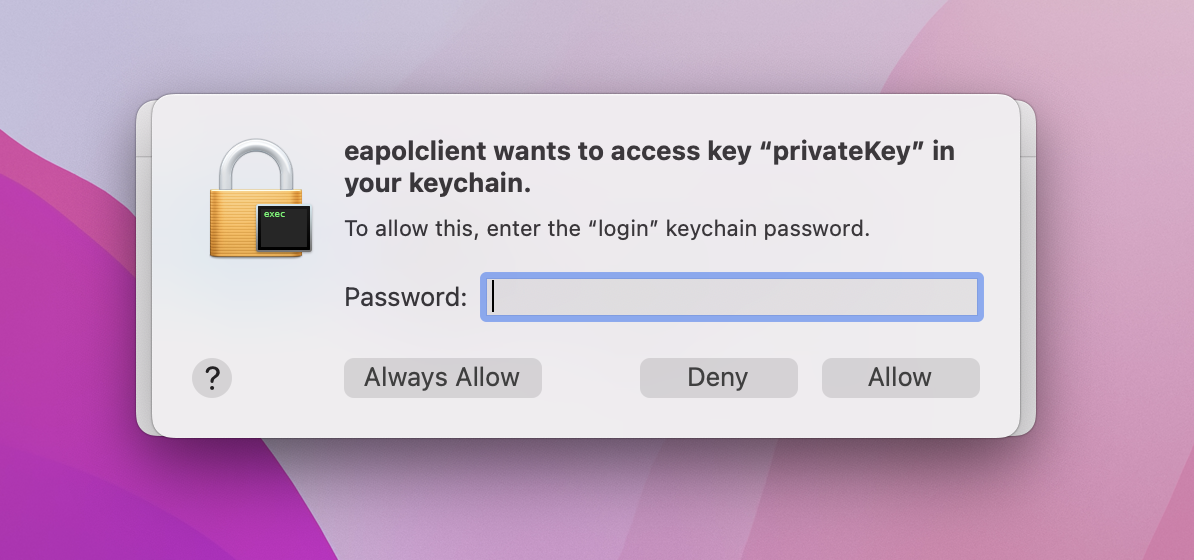 eapolclient wants to access key “privateKey” in
your keychain.
exec
To allow this, enter the “login” keychain password.
Password:
?
Always Allow
Deny
Allow